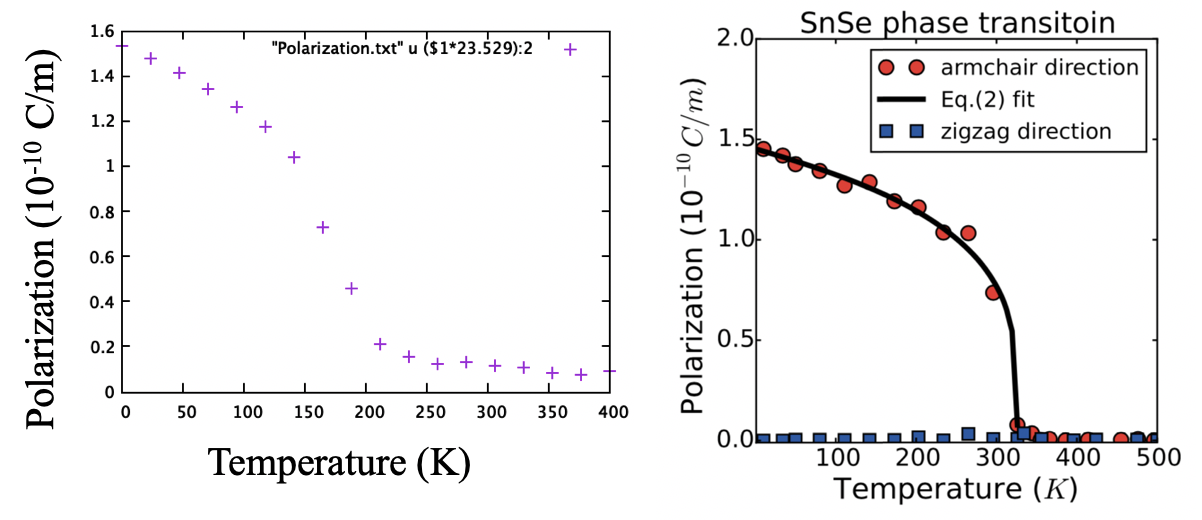 Polarization (10⁻¹⁰ C/m)
"Polarization.txt" u ($1*23.529):2
1.6
1.4
1.2
1
0.8
0.6
0.4
0.2
0
0 50 100 150 200 250 300 350 400
Temperature (K)
SnSe phase transitoin
Polarization (10⁻¹⁰ C/m)
armchair direction
Eq.(2) fit
zigzag direction
2.0
1.5
1.0
0.5
0.0
100 200 300 400 500
Temperature (K)